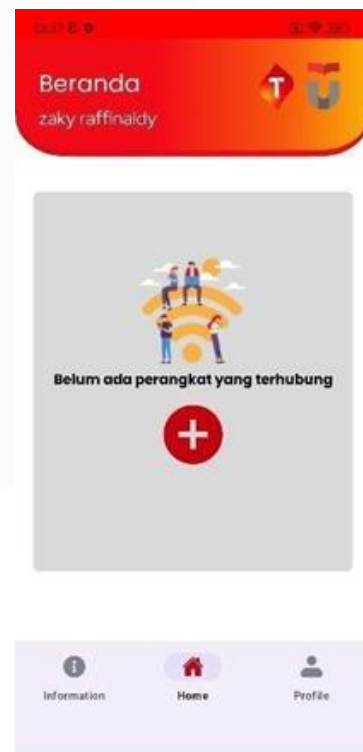 Beranda
zaky raffinaldy
T
Belum ada perangkat yang terhubung
Information
Home
Profile